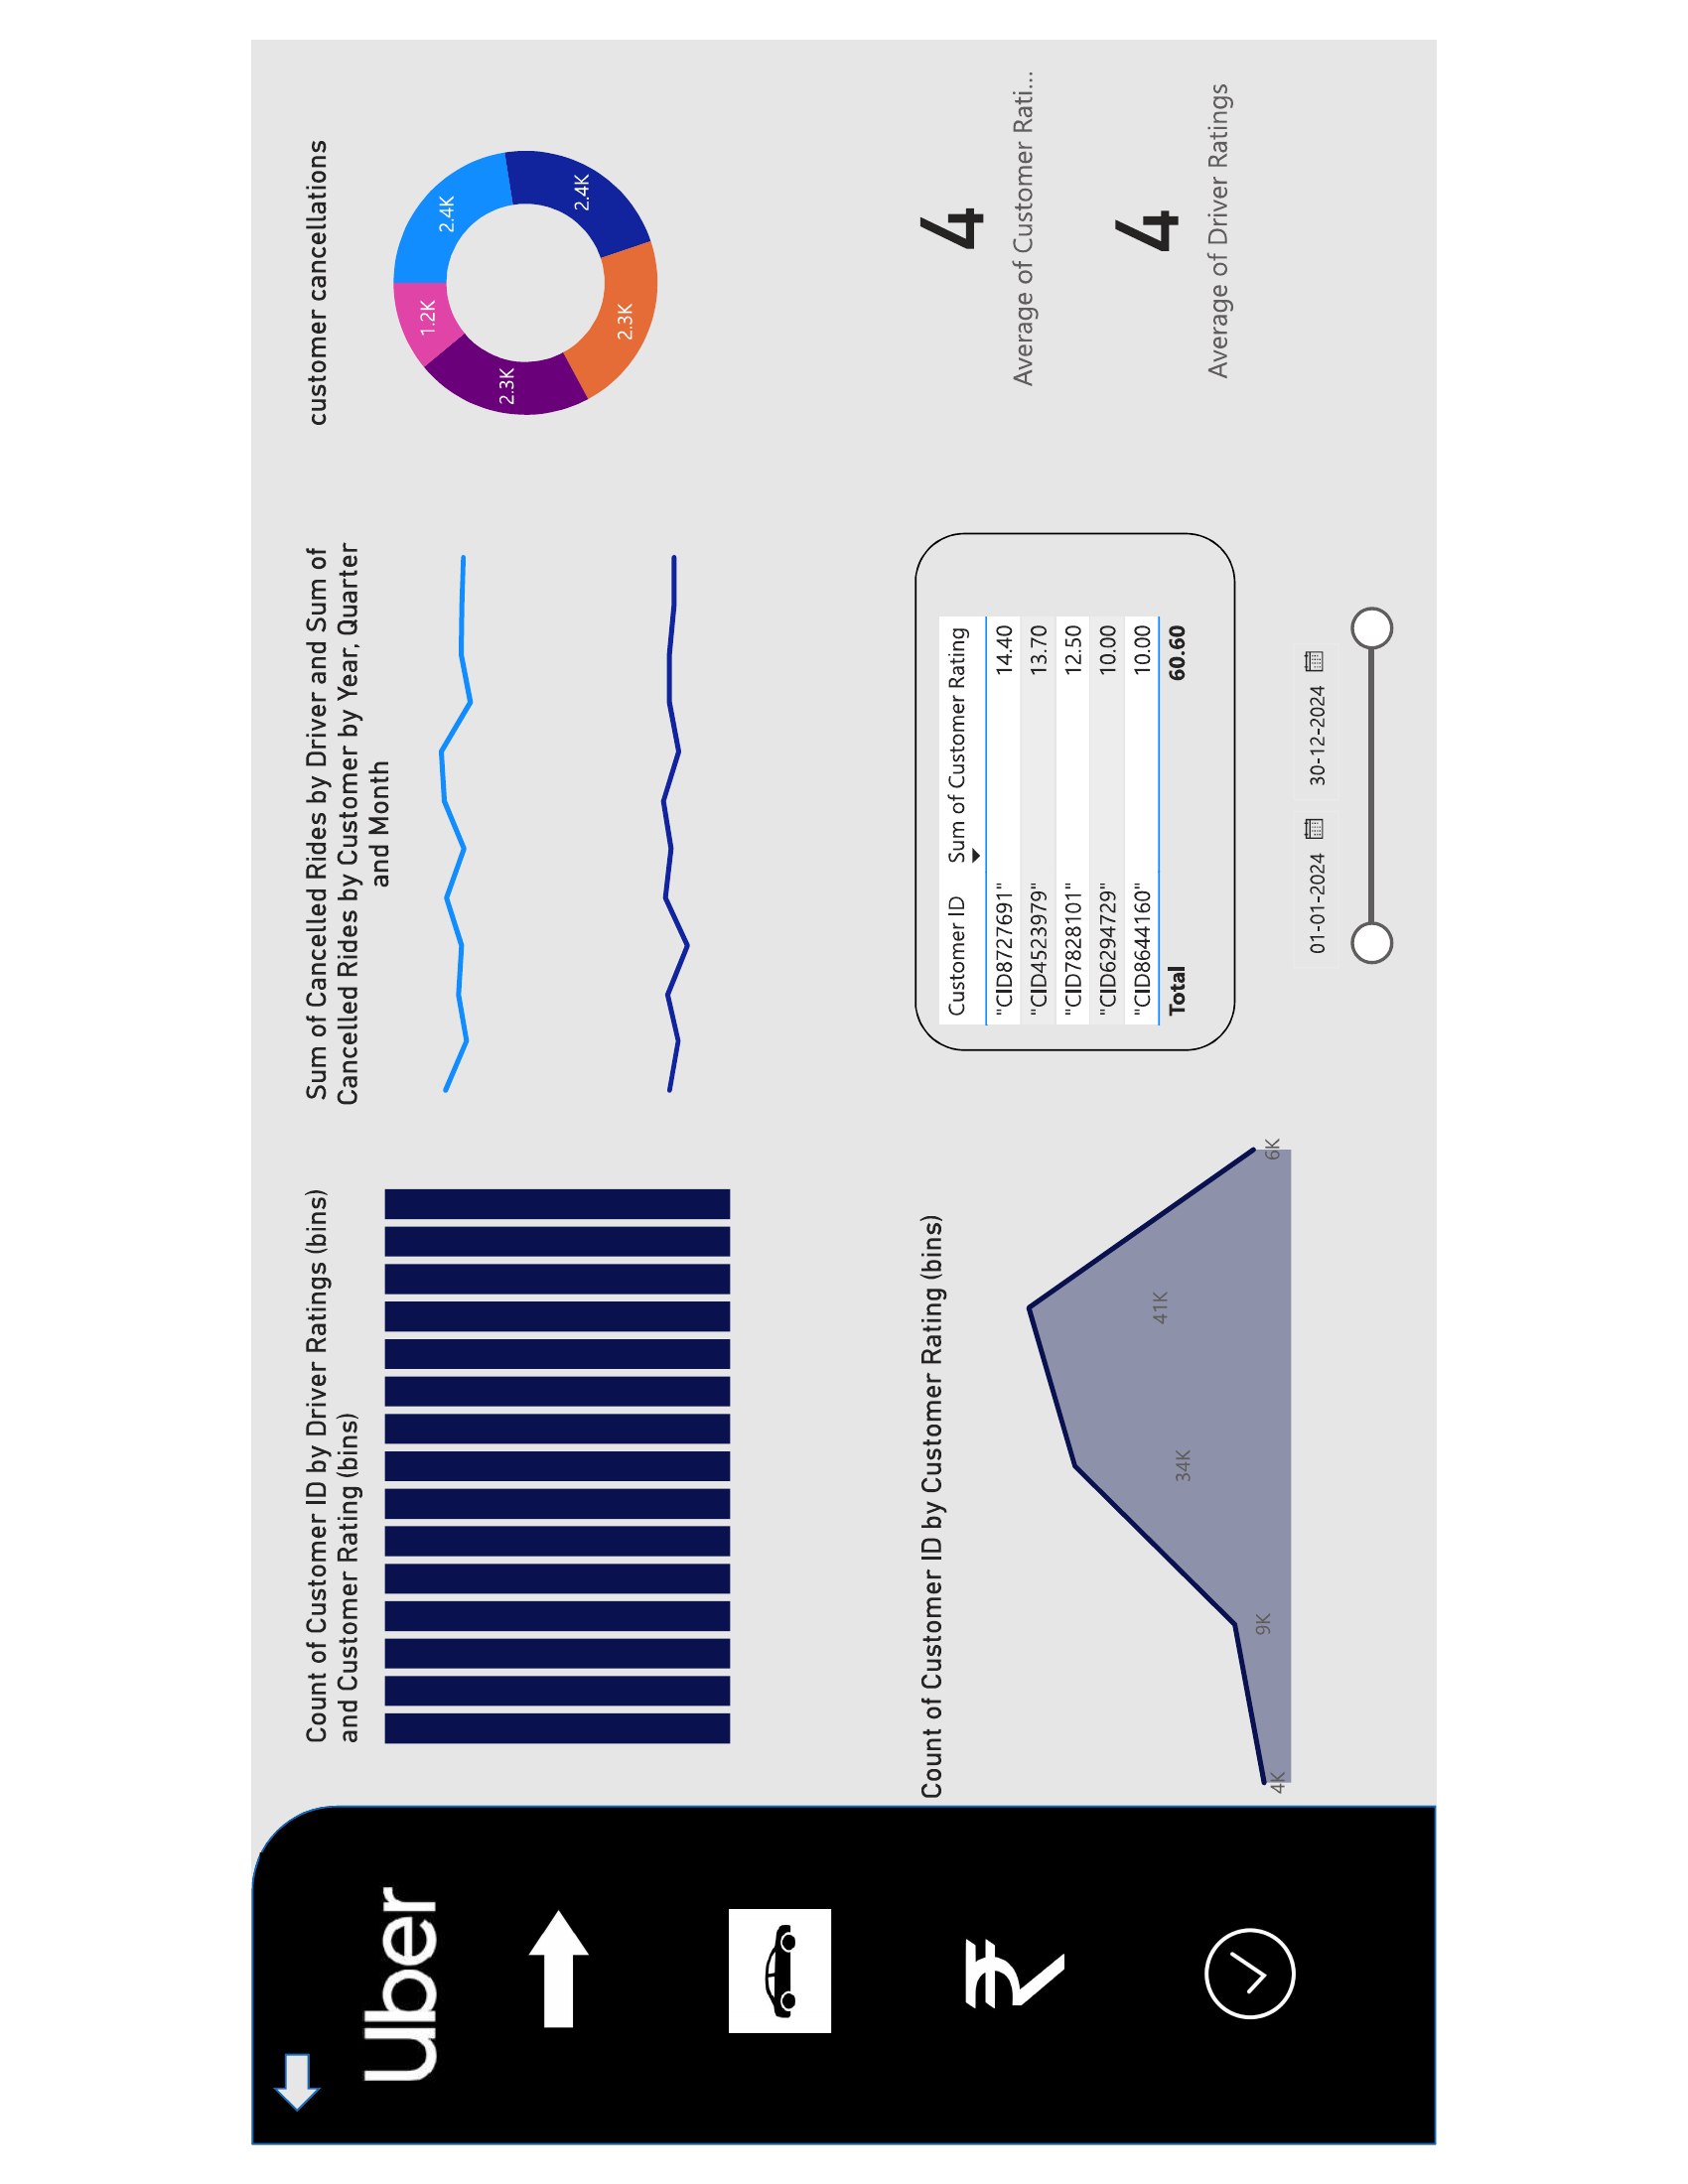 Uber
Count of Customer ID by Driver Ratings (bins)
and Customer Rating (bins)
Sum of Cancelled Rides by Driver and Sum of
Cancelled Rides by Customer by Year, Quarter
and Month
customer cancellations
2.4K
2.4K
2.3K
2.3K
1.2K
Count of Customer ID by Customer Rating (bins)
4K
9K
34K
41K
6K
Customer ID Sum of Customer Rating
"CID8727691" 14.40
"CID4523979" 13.70
"CID7828101" 12.50
"CID6294729" 10.00
"CID8644160" 10.00
Total 60.60
01-01-2024 30-12-2024
4
Average of Customer Rati...
4
Average of Driver Ratings
₹